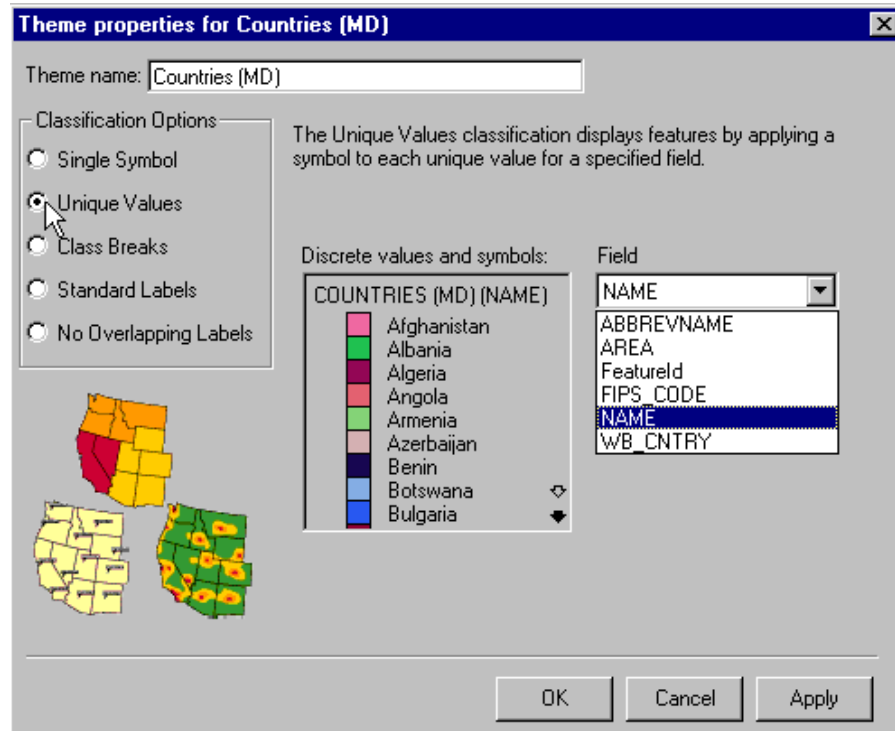 Theme properties for Countries (MD)
Theme name: Countries (MD)
Classification Options
Single Symbol
Unique Values
Class Breaks
Standard Labels
No Overlapping Labels
The Unique Values classification displays features by applying a
symbol to each unique value for a specified field.
Discrete values and symbols:
COUNTRIES (MD) (NAME)
Afghanistan
Albania
Algeria
Angola
Armenia
Azerbaijan
Benin
Botswana
Bulgaria
Field
NAME
ABBREVNAME
AREA
FeatureId
FIPS_CODE
NAME
WB_CNTRY
OK
Cancel
Apply